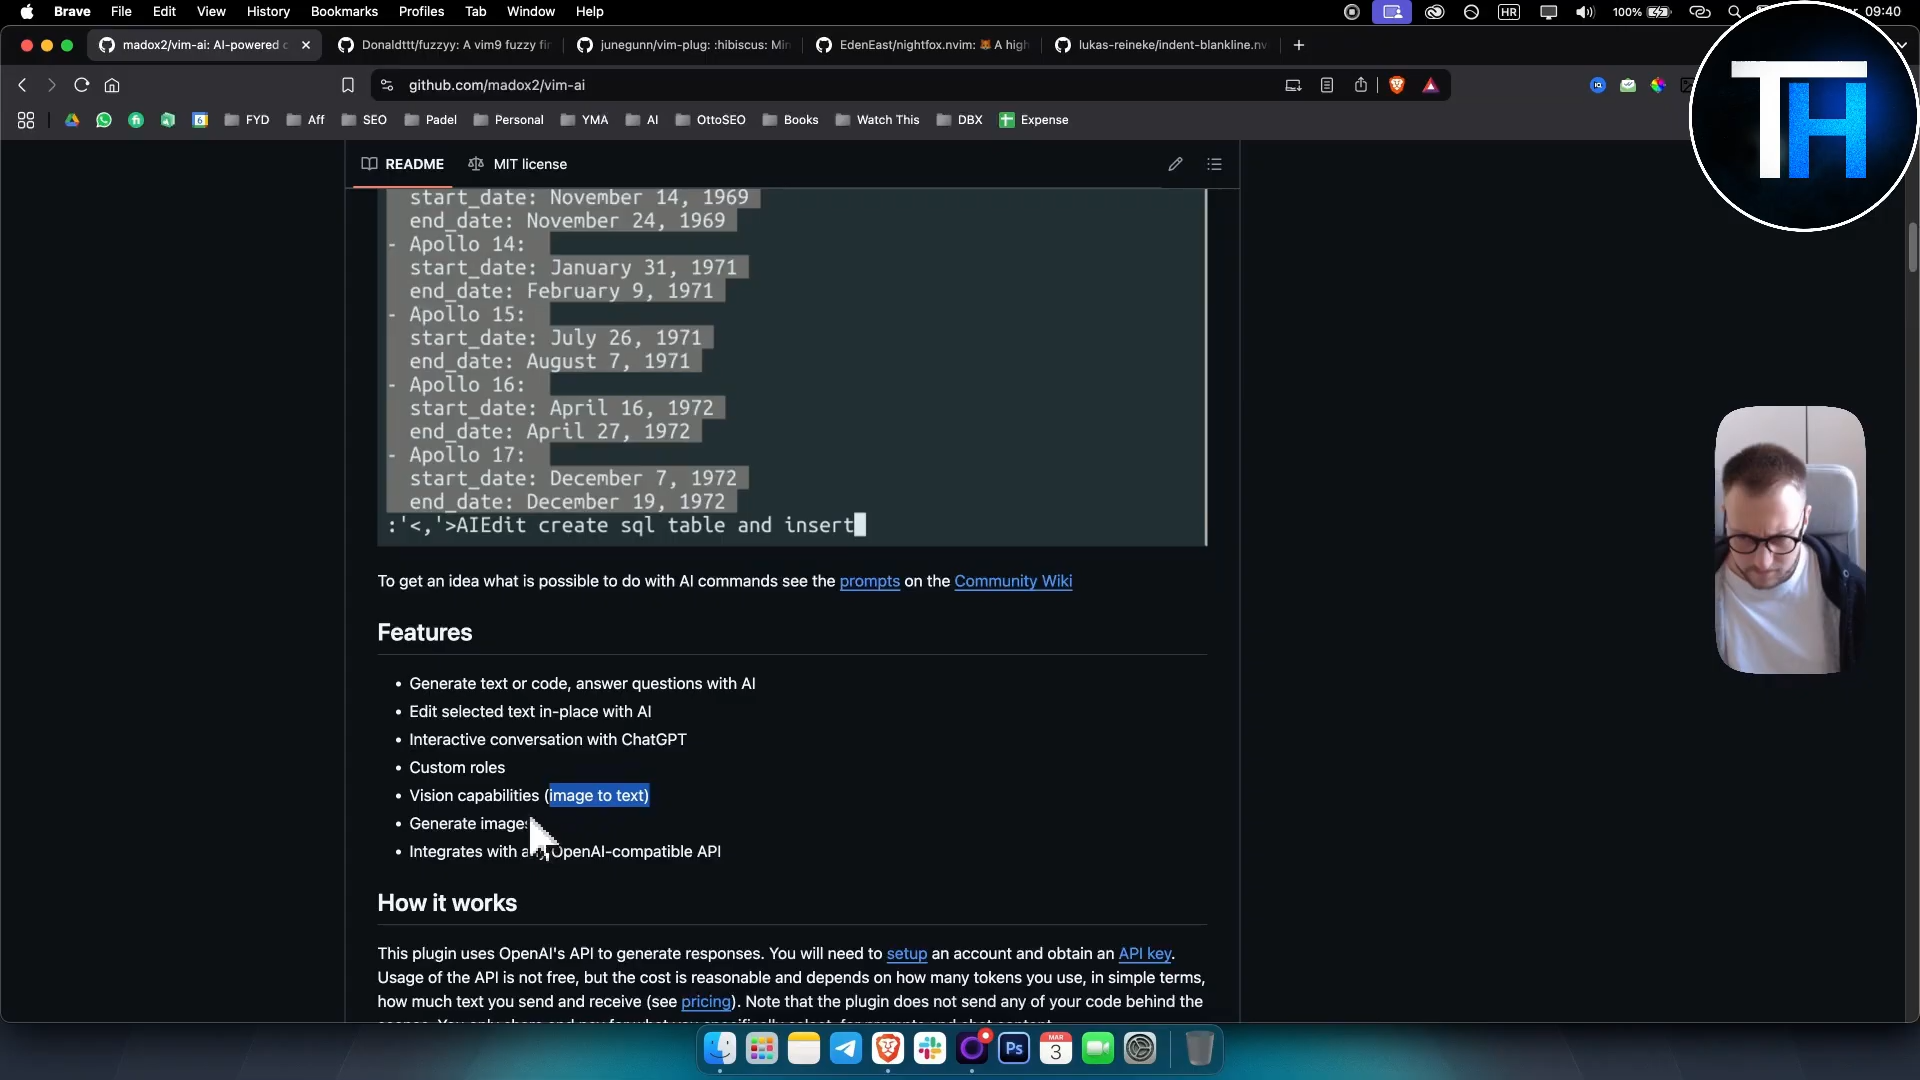 Brave File Edit View History Bookmarks Profiles Tab Window Help
HR 100% 09:40
madox2/vim-ai: AI-powered
Donaldttt/fuzzyy: A vim9 fuzzy
junegunn/vim-plug: :hibiscus:
EdenEast/nightfox.nvim: A
lukas-reineke/indent-blankline.nv
github.com/madox2/vim-ai
6 FYD Aff SEO Padel Personal YMA AI OttoSEO Books Watch This DBX Expense
TH
README MIT license
start_date: November 14, 1969
end_date: November 24, 1969
- Apollo 14:
start_date: January 31, 1971
end_date: February 9, 1971
- Apollo 15:
start_date: July 26, 1971
end_date: August 7, 1971
- Apollo 16:
start_date: April 16, 1972
end_date: April 27, 1972
- Apollo 17:
start_date: December 7, 1972
end_date: December 19, 1972
:'<,'>AIEdit create sql table and insert
To get an idea what is possible to do with AI commands see the prompts on the Community Wiki
Features
• Generate text or code, answer questions with AI
• Edit selected text in-place with AI
• Interactive conversation with ChatGPT
• Custom roles
• Vision capabilities (image to text)
• Generate images
• Integrates with OpenAI-compatible API
How it works
This plugin uses OpenAI's API to generate responses. You will need to setup an account and obtain an API key.
Usage of the API is not free, but the cost is reasonable and depends on how many tokens you use, in simple terms,
how much text you send and receive (see pricing). Note that the plugin does not send any of your code behind the
Ps MAR 3